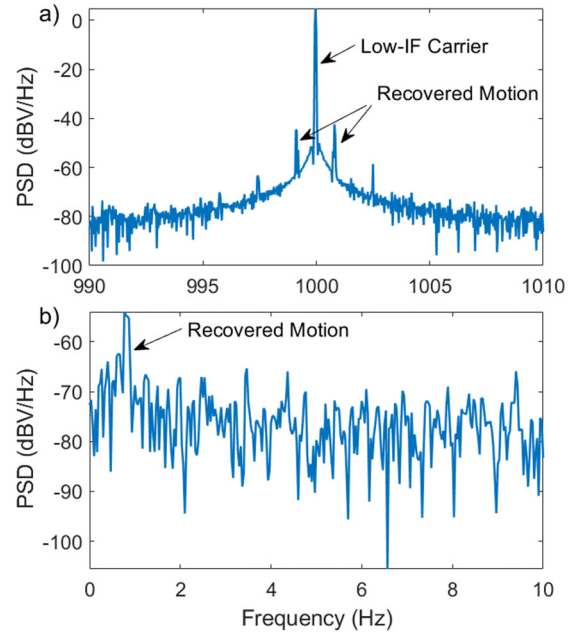 a)
0
Low-IF Carrier
Recovered Motion
-20
-40
-60
-80
-100
PSD (dBV/Hz)
990 995 1000 1005 1010
b)
Recovered Motion
-60
-70
-80
-90
-100
PSD (dBV/Hz)
0 2 4 6 8 10
Frequency (Hz)